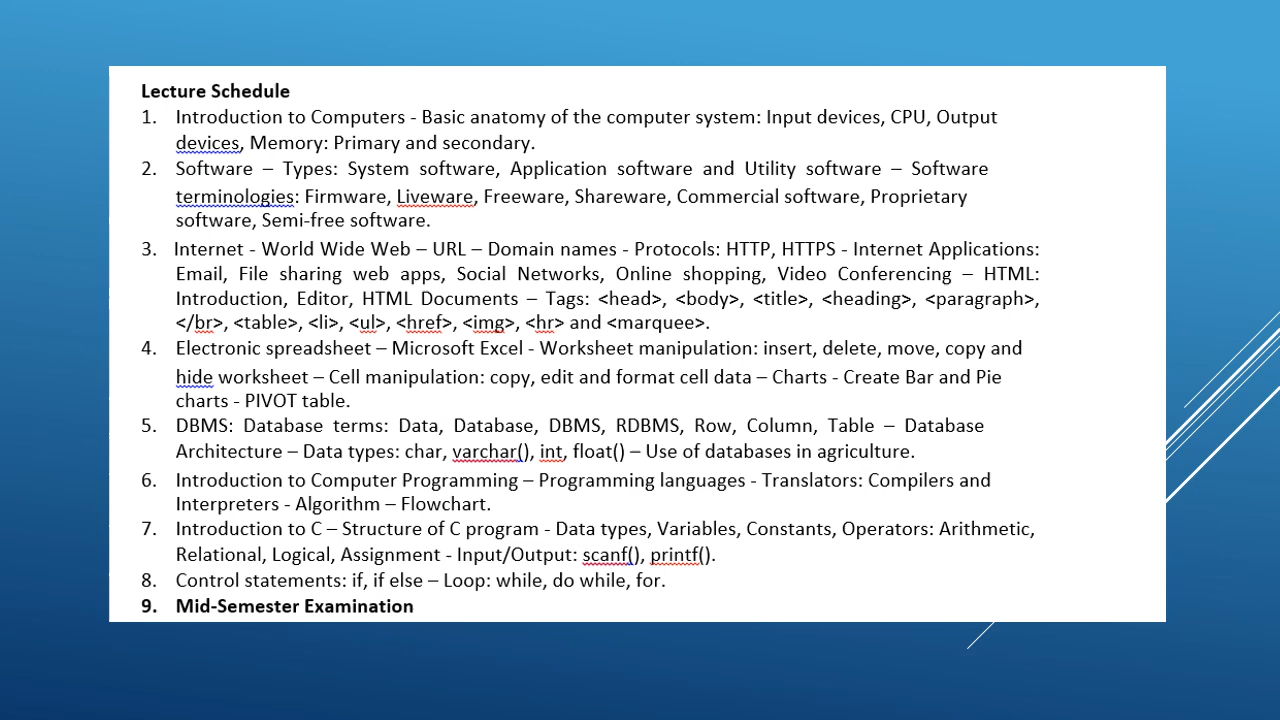 Lecture Schedule
1. Introduction to Computers - Basic anatomy of the computer system: Input devices, CPU, Output
devices, Memory: Primary and secondary.
2. Software – Types: System software, Application software and Utility software – Software
terminologies: Firmware, Liveware, Freeware, Shareware, Commercial software, Proprietary
software, Semi-free software.
3. Internet - World Wide Web – URL – Domain names - Protocols: HTTP, HTTPS - Internet Applications:
Email, File sharing web apps, Social Networks, Online shopping, Video Conferencing – HTML:
Introduction, Editor, HTML Documents – Tags: <head>, <body>, <title>, <heading>, <paragraph>,
</br>, <table>, <li>, <ul>, <href>, <img>, <hr> and <marquee>.
4. Electronic spreadsheet – Microsoft Excel - Worksheet manipulation: insert, delete, move, copy and
hide worksheet – Cell manipulation: copy, edit and format cell data – Charts - Create Bar and Pie
charts - PIVOT table.
5. DBMS: Database terms: Data, Database, DBMS, RDBMS, Row, Column, Table – Database
Architecture – Data types: char, varchar(), int, float() – Use of databases in agriculture.
6. Introduction to Computer Programming – Programming languages - Translators: Compilers and
Interpreters - Algorithm – Flowchart.
7. Introduction to C – Structure of C program - Data types, Variables, Constants, Operators: Arithmetic,
Relational, Logical, Assignment - Input/Output: scanf(), printf().
8. Control statements: if, if else – Loop: while, do while, for.
9. Mid-Semester Examination